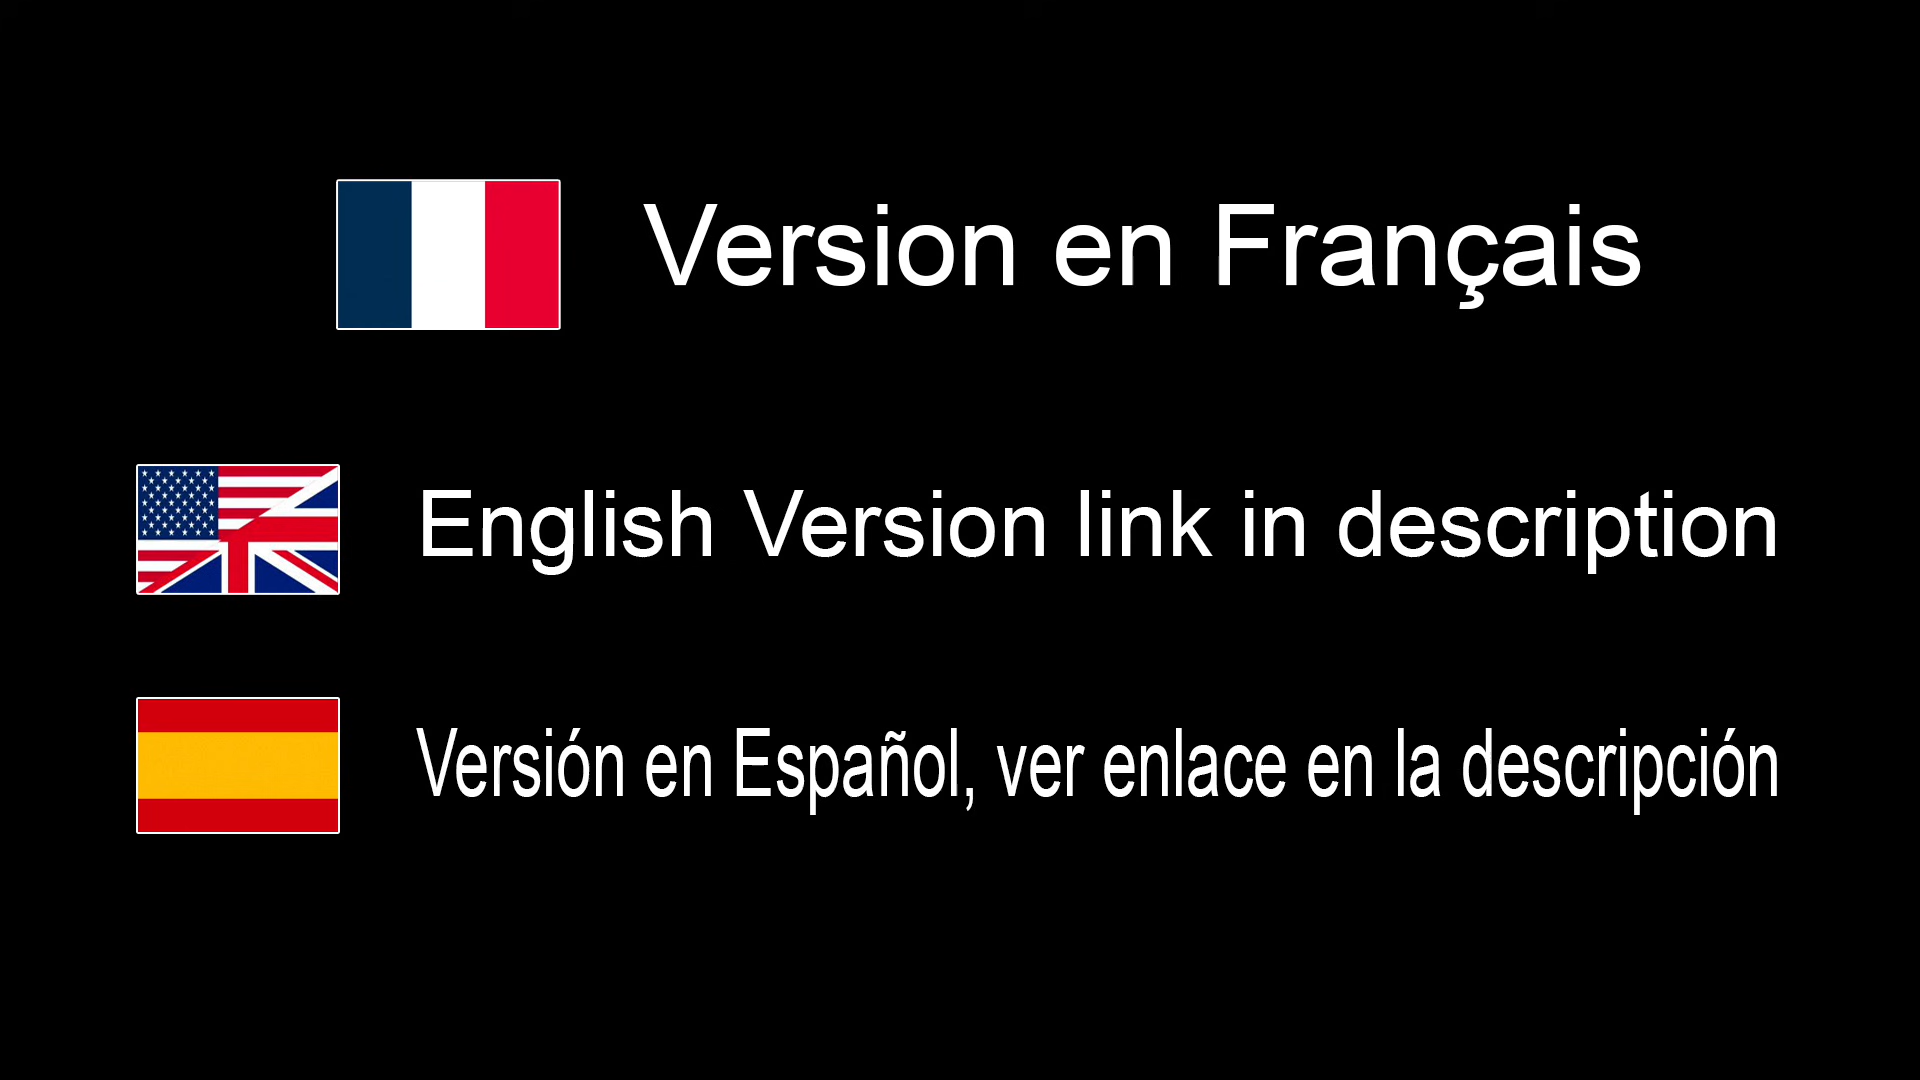 Version en Français
English Version link in description
Versión en Español, ver enlace en la descripción